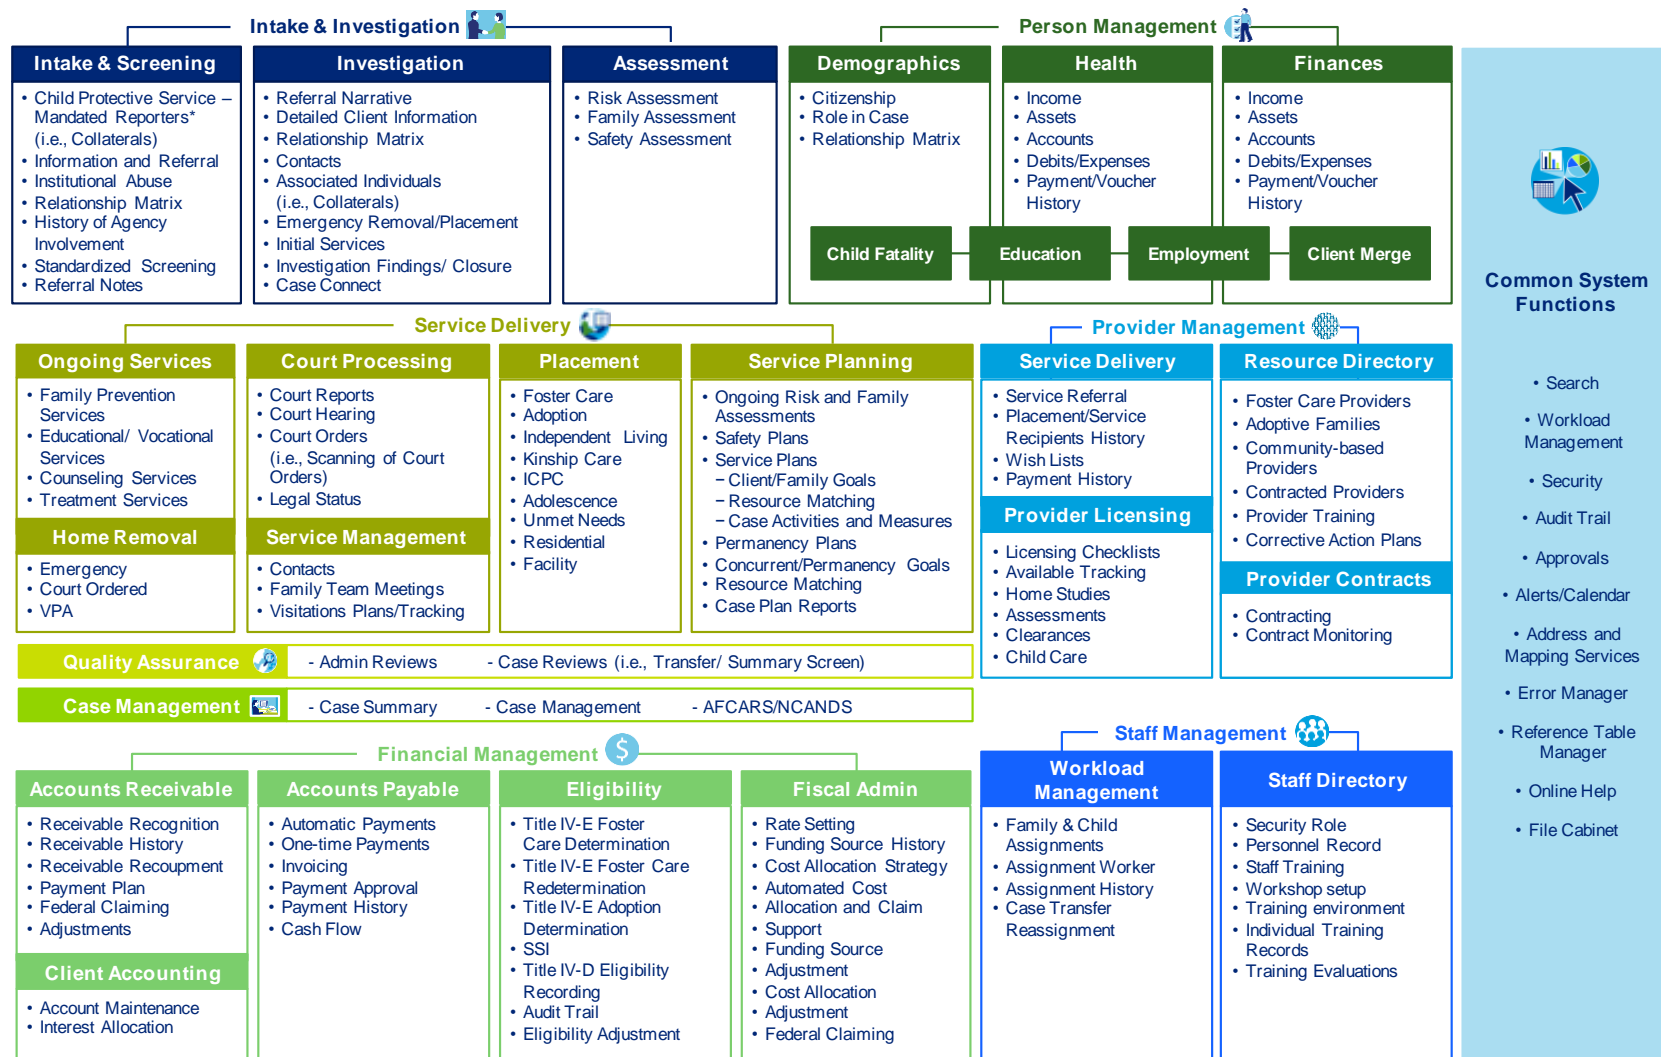 Intake & Investigation
Intake & Screening
• Child Protective Service –
Mandated Reporters*
(i.e., Collaterals)
• Information and Referral
• Institutional Abuse
• Relationship Matrix
• History of Agency
Involvement
• Standardized Screening
• Referral Notes
Investigation
• Referral Narrative
• Detailed Client Information
• Relationship Matrix
• Contacts
• Associated Individuals
(i.e., Collaterals)
• Emergency Removal/Placement
• Initial Services
• Investigation Findings/ Closure
• Case Connect
Assessment
• Risk Assessment
• Family Assessment
• Safety Assessment
Person Management
Demographics
• Citizenship
• Role in Case
• Relationship Matrix
Health
• Income
• Assets
• Accounts
• Debits/Expenses
• Payment/Voucher
History
Finances
• Income
• Assets
• Accounts
• Debits/Expenses
• Payment/Voucher
History
Child Fatality
Education
Employment
Client Merge
Service Delivery
Ongoing Services
• Family Prevention
Services
• Educational/ Vocational
Services
• Counseling Services
• Treatment Services
Home Removal
• Emergency
• Court Ordered
• VPA
Court Processing
• Court Reports
• Court Hearing
• Court Orders
(i.e., Scanning of Court
Orders)
• Legal Status
Service Management
• Contacts
• Family Team Meetings
• Visitations Plans/Tracking
Placement
• Foster Care
• Adoption
• Independent Living
• Kinship Care
• ICPC
• Adolescence
• Unmet Needs
• Residential
• Facility
Service Planning
• Ongoing Risk and Family
Assessments
• Safety Plans
• Service Plans
– Client/Family Goals
– Resource Matching
– Case Activities and Measures
• Permanency Plans
• Concurrent/Permanency Goals
• Resource Matching
• Case Plan Reports
Provider Management
Service Delivery
• Service Referral
• Placement/Service
Recipients History
• Wish Lists
• Payment History
Provider Licensing
• Licensing Checklists
• Available Tracking
• Home Studies
• Assessments
• Clearances
• Child Care
Resource Directory
• Foster Care Providers
• Adoptive Families
• Community-based
Providers
• Contracted Providers
• Provider Training
• Corrective Action Plans
Provider Contracts
• Contracting
• Contract Monitoring
Quality Assurance
- Admin Reviews
- Case Reviews (i.e., Transfer/ Summary Screen)
Case Management
- Case Summary
- Case Management
- AFCARS/NCANDS
Financial Management
$
Accounts Receivable
• Receivable Recognition
• Receivable History
• Receivable Recoupment
• Payment Plan
• Federal Claiming
• Adjustments
Client Accounting
• Account Maintenance
• Interest Allocation
Accounts Payable
• Automatic Payments
• One-time Payments
• Invoicing
• Payment Approval
• Payment History
• Cash Flow
Eligibility
• Title IV-E Foster
Care Determination
• Title IV-E Foster Care
Redetermination
• Title IV-E Adoption
Determination
• SSI
• Title IV-D Eligibility
Recording
• Audit Trail
• Eligibility Adjustment
Fiscal Admin
• Rate Setting
• Funding Source History
• Cost Allocation Strategy
• Automated Cost
• Allocation and Claim
• Support
• Funding Source
• Adjustment
• Cost Allocation
• Adjustment
• Federal Claiming
Staff Management
Workload
Management
• Family & Child
Assignments
• Assignment Worker
• Assignment History
• Case Transfer
Reassignment
Staff Directory
• Security Role
• Personnel Record
• Staff Training
• Workshop setup
• Training environment
• Individual Training
Records
• Training Evaluations
Common System
Functions
• Search
• Workload
Management
• Security
• Audit Trail
• Approvals
• Alerts/Calendar
• Address and
Mapping Services
• Error Manager
• Reference Table
Manager
• Online Help
• File Cabinet